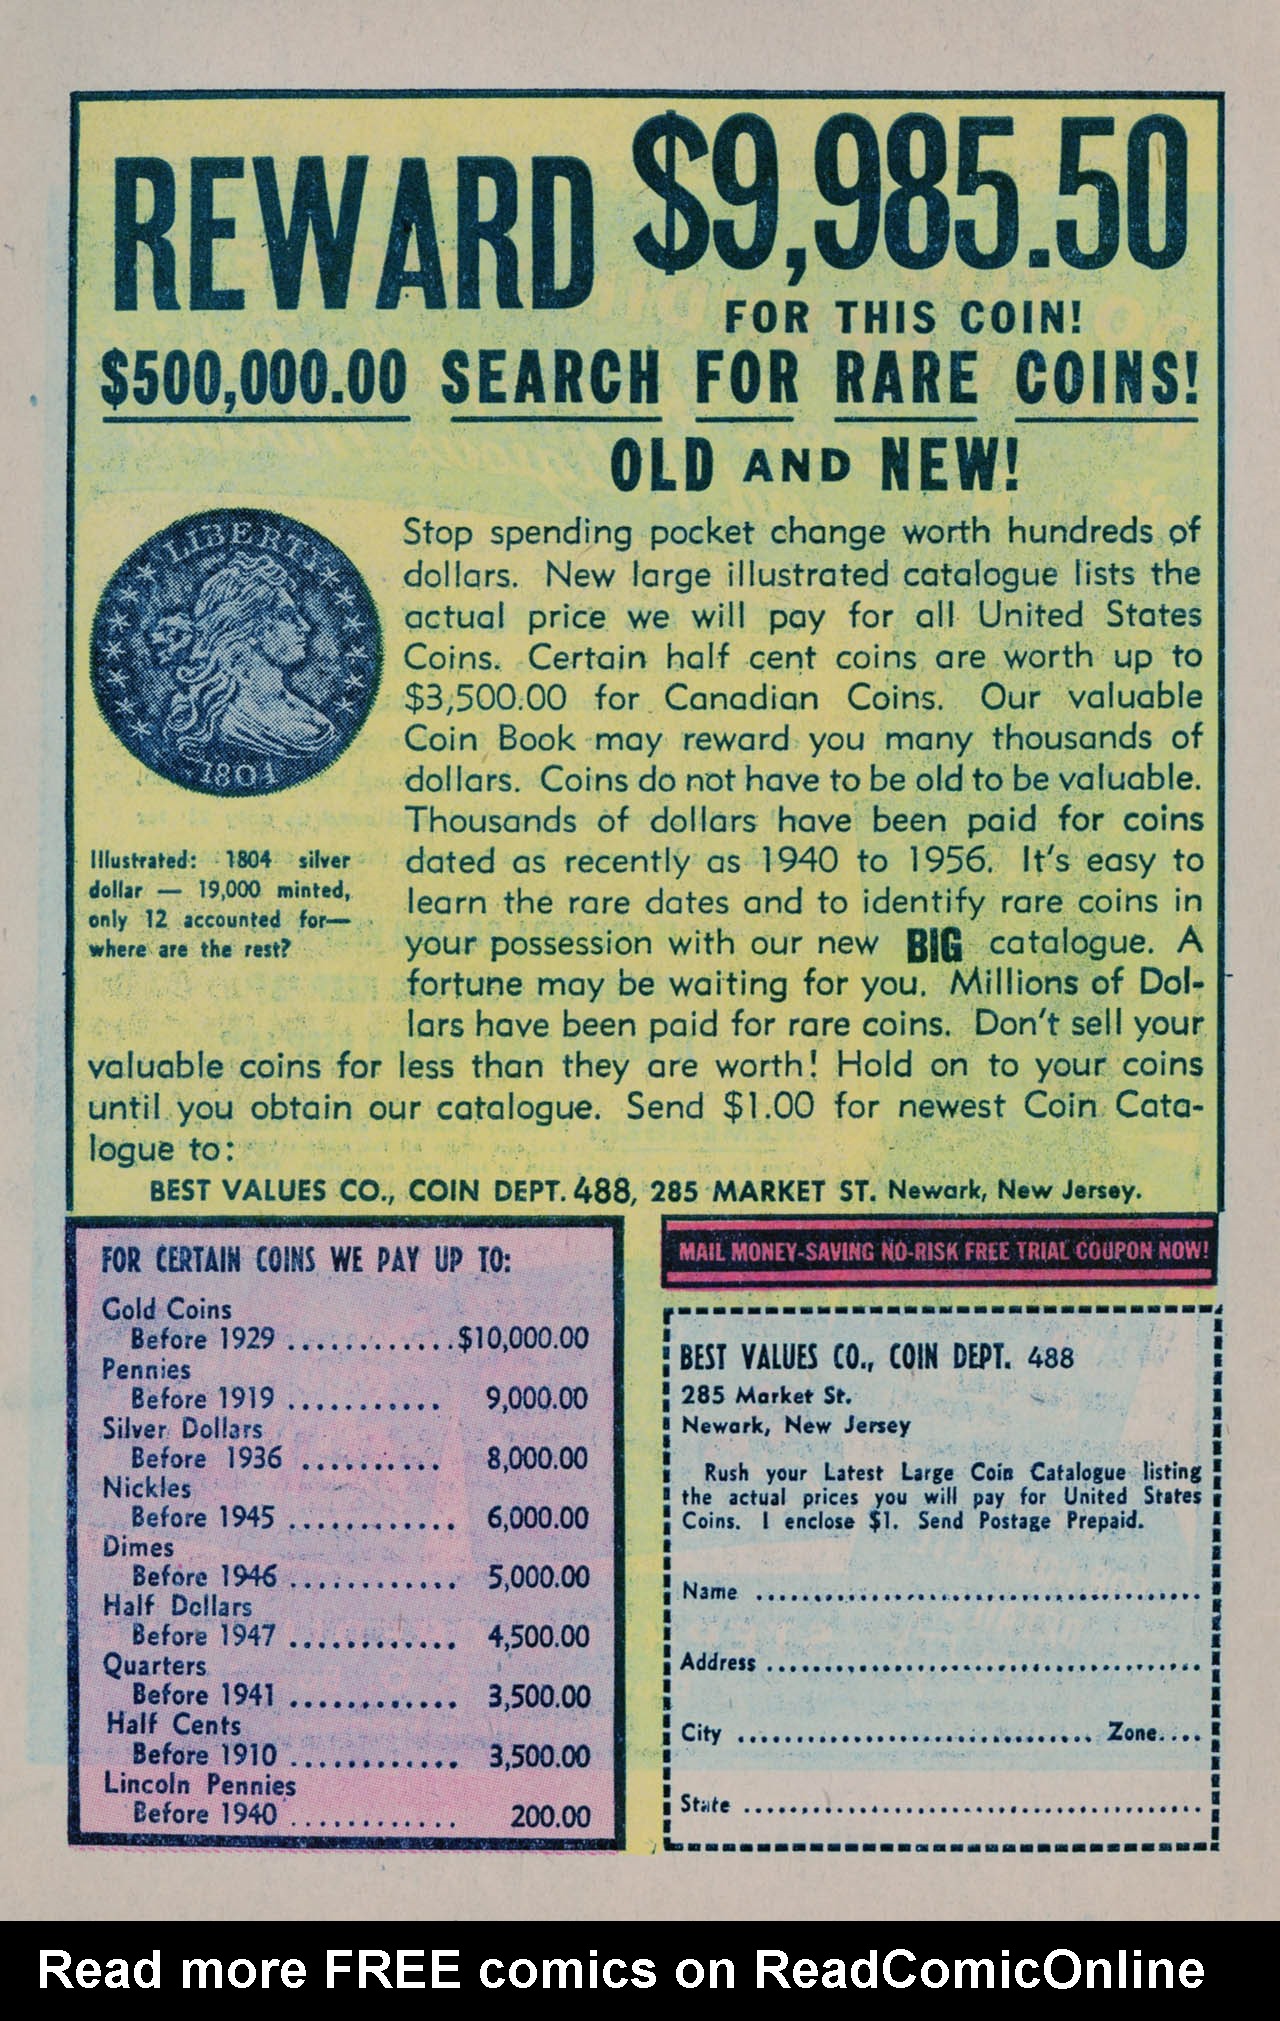 REWARD $9,985.50
FOR THIS COIN!
$500,000.00 SEARCH FOR RARE COINS!
OLD AND NEW!
LIBERTY
1804
Stop spending pocket change worth hundreds of
dollars. New large illustrated catalogue lists the
actual price we will pay for all United States
Coins. Certain half cent coins are worth up to
$3,500.00 for Canadian Coins. Our valuable
Coin Book may reward you many thousands of
dollars. Coins do not have to be old to be valuable.
Thousands of dollars have been paid for coins
dated as recently as 1940 to 1956. It's easy to
learn the rare dates and to identify rare coins in
your possession with our new BIG catalogue. A
fortune may be waiting for you. Millions of Dol-
lars have been paid for rare coins. Don't sell your
valuable coins for less than they are worth! Hold on to your coins
until you obtain our catalogue. Send $1.00 for newest Coin Cata-
logue to:
Illustrated: 1804 silver
dollar — 19,000 minted,
only 12 accounted for—
where are the rest?
BEST VALUES CO., COIN DEPT. 488, 285 MARKET ST. Newark, New Jersey.
FOR CERTAIN COINS WE PAY UP TO:
Gold Coins
Before 1929 ............$10,000.00
Pennies
Before 1919 ........... 9,000.00
Silver Dollars
Before 1936 .......... 8,000.00
Nickles
Before 1945 ............ 6,000.00
Dimes
Before 1946 ............ 5,000.00
Half Dollars
Before 1947 ............ 4,500.00
Quarters
Before 1941 ............ 3,500.00
Half Cents
Before 1910 ............ 3,500.00
Lincoln Pennies
Before 1940 ............ 200.00
MAIL MONEY-SAVING NO-RISK FREE TRIAL COUPON NOW!
BEST VALUES CO., COIN DEPT. 488
285 Market St.
Newark, New Jersey
Rush your Latest Large Coin Catalogue listing
the actual prices you will pay for United States
Coins. I enclose $1. Send Postage Prepaid.
Name ........................................
Address .......................................
City ................................ Zone....
State .........................................
Read more FREE comics on ReadComicOnline